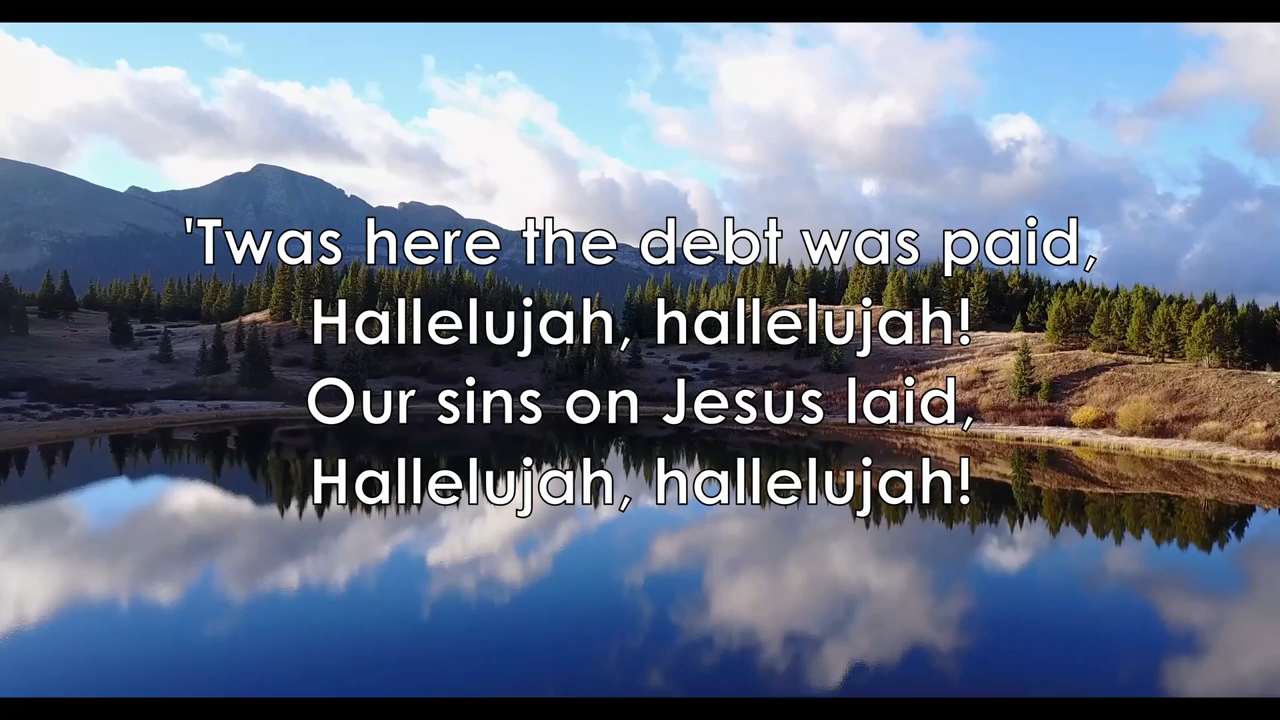 'Twas here the debt was paid,
Hallelujah, hallelujah!
Our sins on Jesus laid,
Hallelujah, hallelujah!